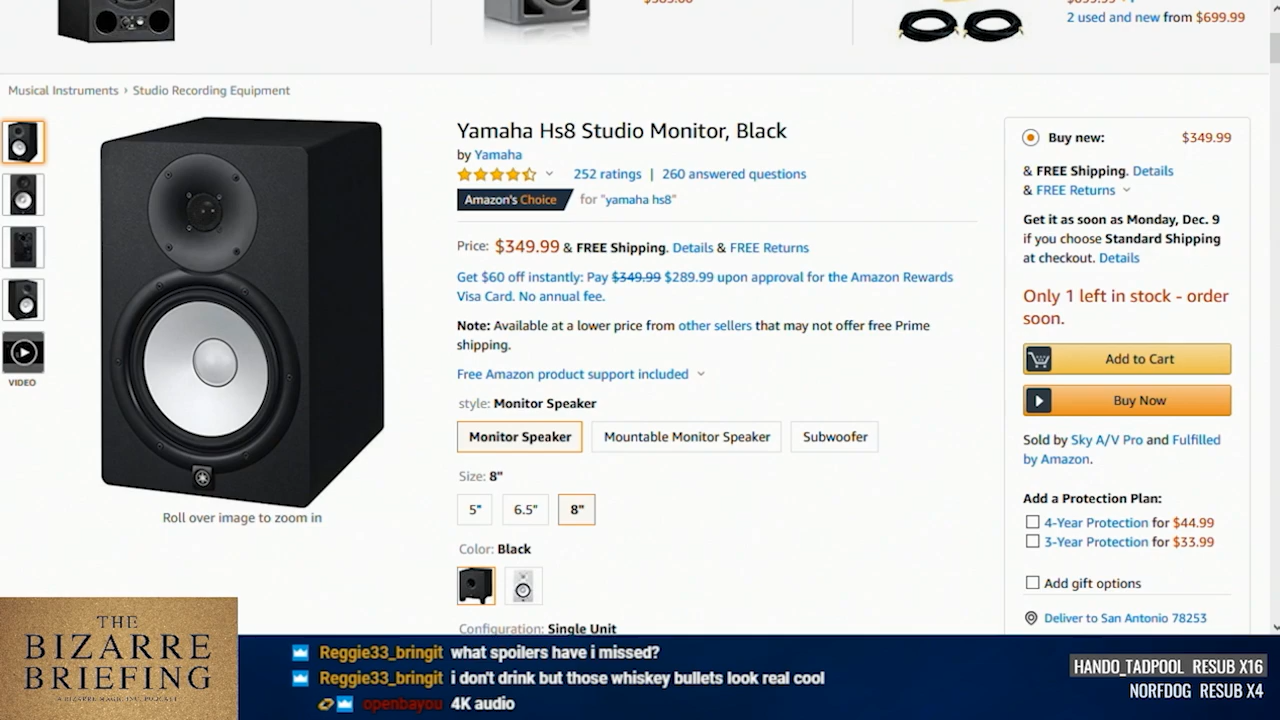 2 used and new from $699.99
Musical Instruments › Studio Recording Equipment
Yamaha Hs8 Studio Monitor, Black
by Yamaha
252 ratings | 260 answered questions
Amazon's Choice for "yamaha hs8"
Price: $349.99 & FREE Shipping. Details & FREE Returns
Get $60 off instantly: Pay $349.99 $289.99 upon approval for the Amazon Rewards
Visa Card. No annual fee.
Note: Available at a lower price from other sellers that may not offer free Prime
shipping.
Free Amazon product support included
style: Monitor Speaker
Monitor Speaker Mountable Monitor Speaker Subwoofer
Size: 8"
5" 6.5" 8"
Color: Black
Configuration: Single Unit
VIDEO
Roll over image to zoom in
Buy new: $349.99
& FREE Shipping. Details
& FREE Returns
Get it as soon as Monday, Dec. 9
if you choose Standard Shipping
at checkout. Details
Only 1 left in stock - order
soon.
Add to Cart
Buy Now
Sold by Sky A/V Pro and Fulfilled
by Amazon.
Add a Protection Plan:
4-Year Protection for $44.99
3-Year Protection for $33.99
Add gift options
Deliver to San Antonio 78253
THE
BIZARRE
BRIEFING
Reggie33_bringit what spoilers have i missed?
Reggie33_bringit i don't drink but those whiskey bullets look real cool
openbayou 4K audio
HANDO_TADPOOL RESUB X16
NORFDOG RESUB X4